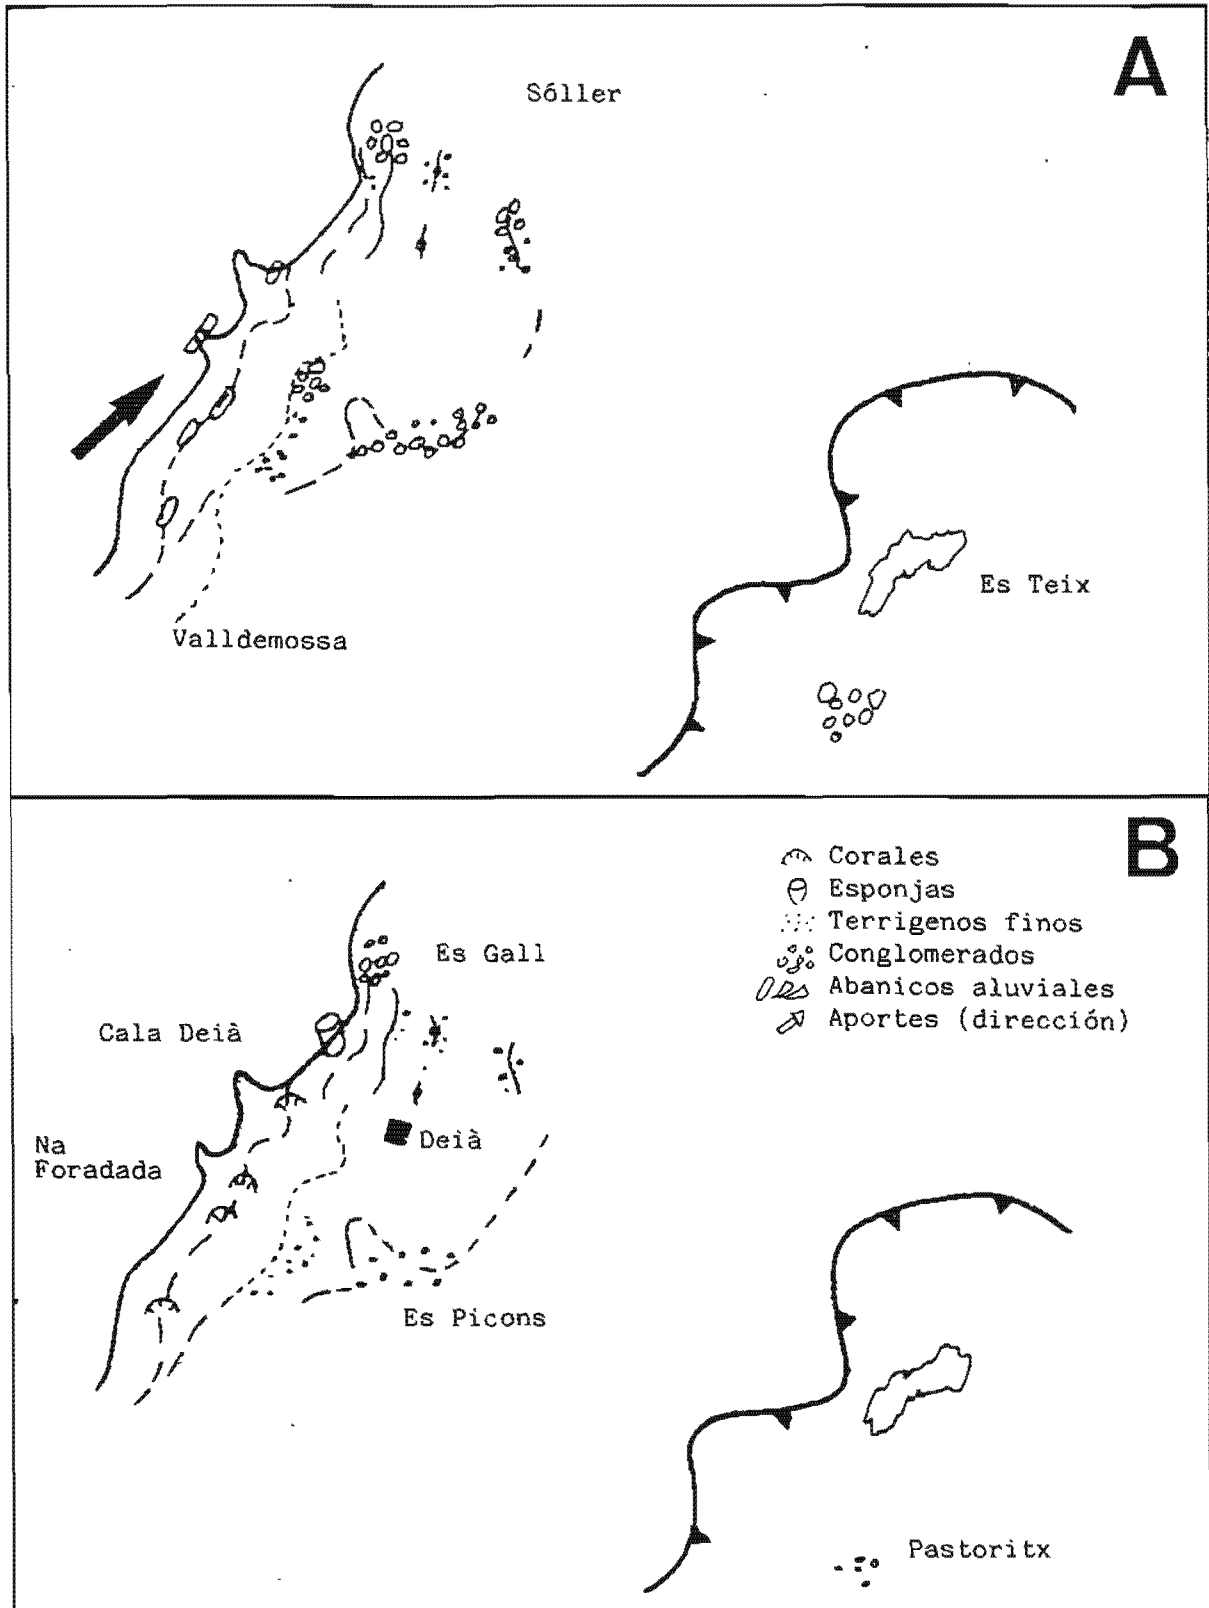 A
Sóller
Es Teix
Valldemossa
B
Corales
Esponjas
Terrigenos finos
Conglomerados
Abanicos aluviales
Aportes (dirección)
Es Gall
Cala Deià
Na
Foradada
Deià
Es Picons
Pastoritx